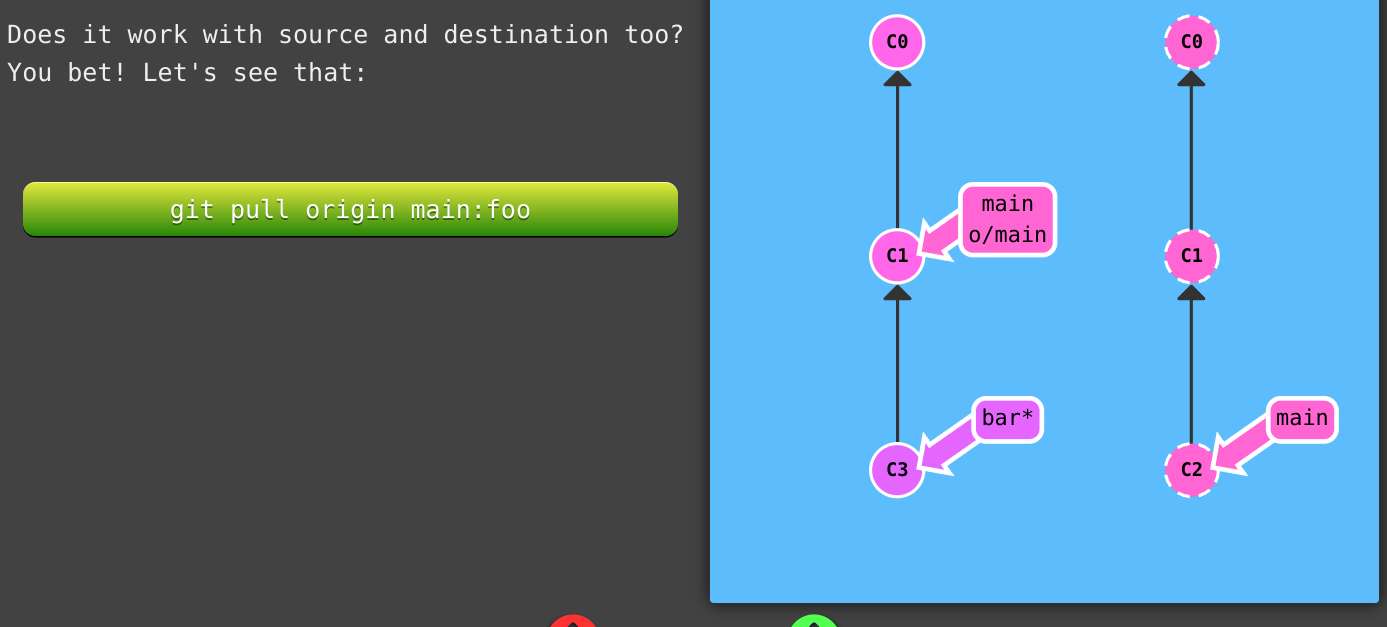 Does it work with source and destination too?
You bet! Let's see that:
git pull origin main:foo
C0
C0
main
o/main
C1
C1
bar*
main
C3
C2